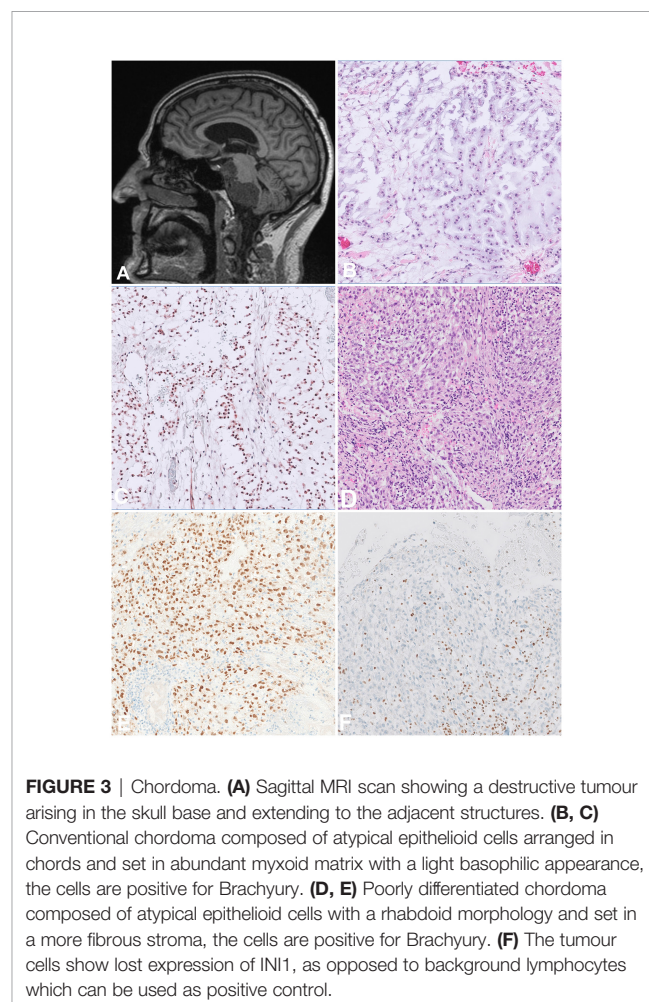 A
B
C
D
E
F
FIGURE 3 | Chordoma. (A) Sagittal MRI scan showing a destructive tumour
arising in the skull base and extending to the adjacent structures. (B, C)
Conventional chordoma composed of atypical epithelioid cells arranged in
chords and set in abundant myxoid matrix with a light basophilic appearance,
the cells are positive for Brachyury. (D, E) Poorly differentiated chordoma
composed of atypical epithelioid cells with a rhabdoid morphology and set in
a more fibrous stroma, the cells are positive for Brachyury. (F) The tumour
cells show lost expression of INI1, as opposed to background lymphocytes
which can be used as positive control.